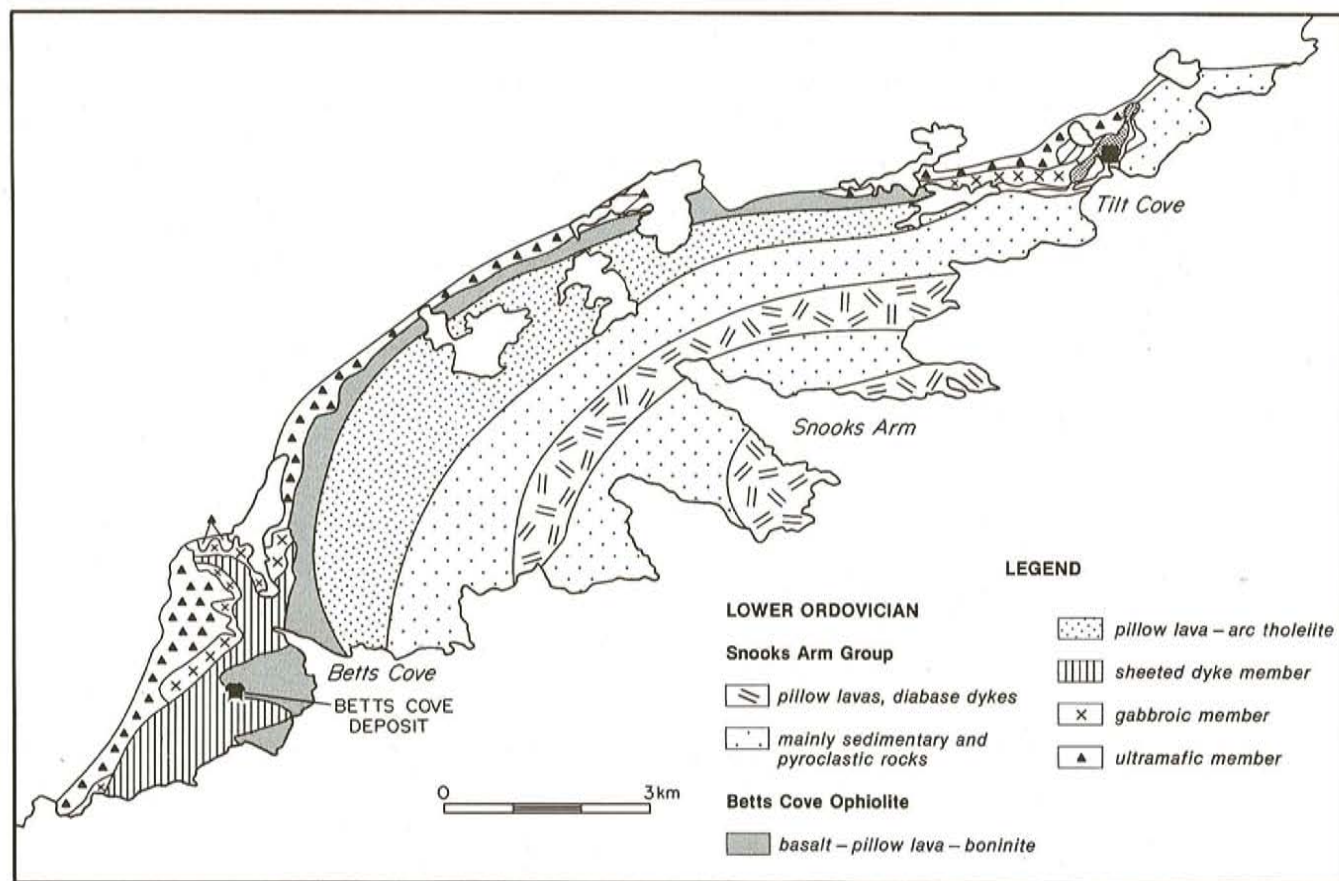 Tilt Cove
Snooks Arm
Betts Cove
BETTS COVE
DEPOSIT
0 3 km
LEGEND
LOWER ORDOVICIAN
Snooks Arm Group
pillow lavas, diabase dykes
mainly sedimentary and
pyroclastic rocks
Betts Cove Ophiolite
basalt – pillow lava – boninite
pillow lava – arc tholeiite
sheeted dyke member
gabbroic member
ultramafic member